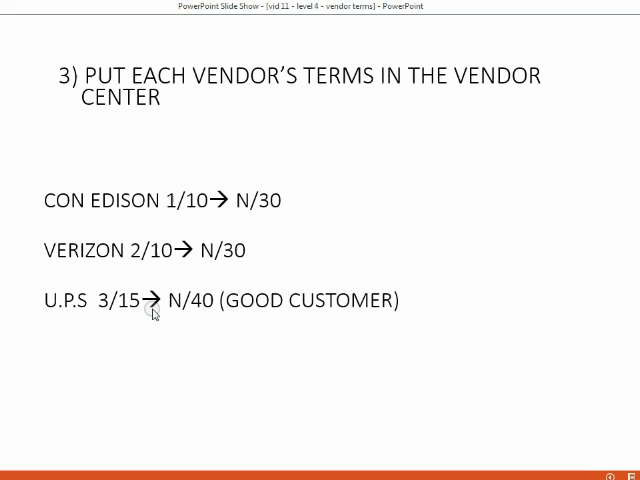 PowerPoint Slide Show - [vid 11 - level 4 - vendor terms] - PowerPoint
3) PUT EACH VENDOR’S TERMS IN THE VENDOR
CENTER
CON EDISON 1/10→ N/30
VERIZON 2/10→ N/30
U.P.S  3/15→ N/40 (GOOD CUSTOMER)